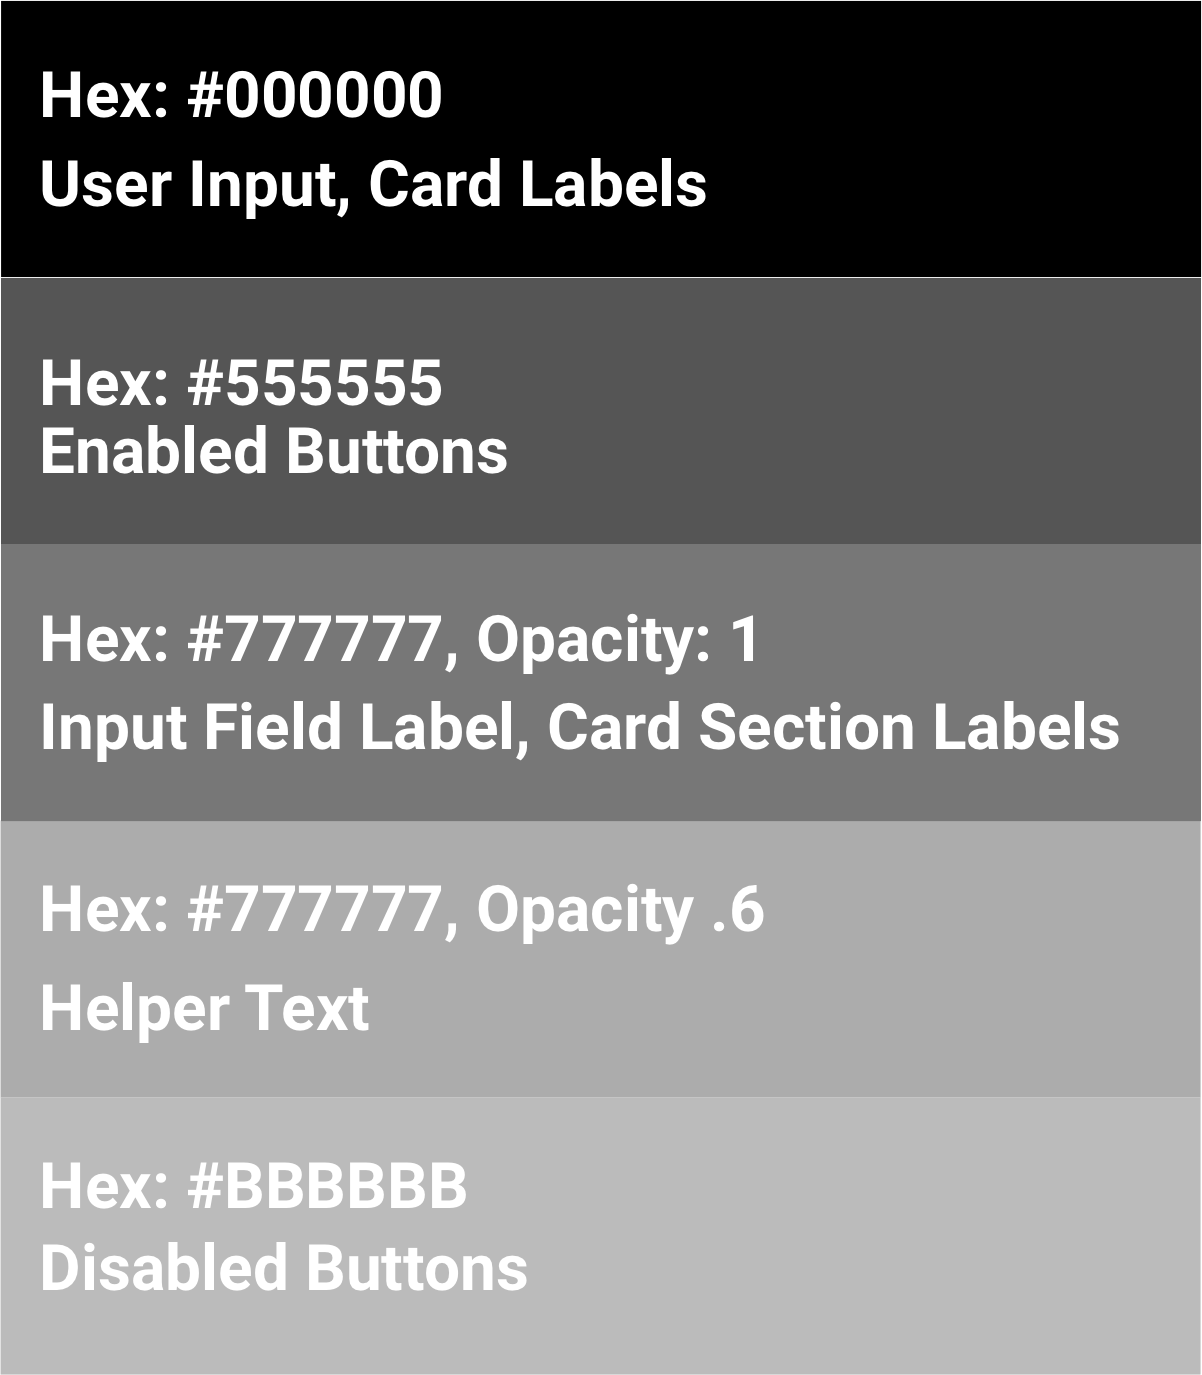 Hex: #000000
User Input, Card Labels
Hex: #555555
Enabled Buttons
Hex: #777777, Opacity: 1
Input Field Label, Card Section Labels
Hex: #777777, Opacity .6
Helper Text
Hex: #BBBBBB
Disabled Buttons